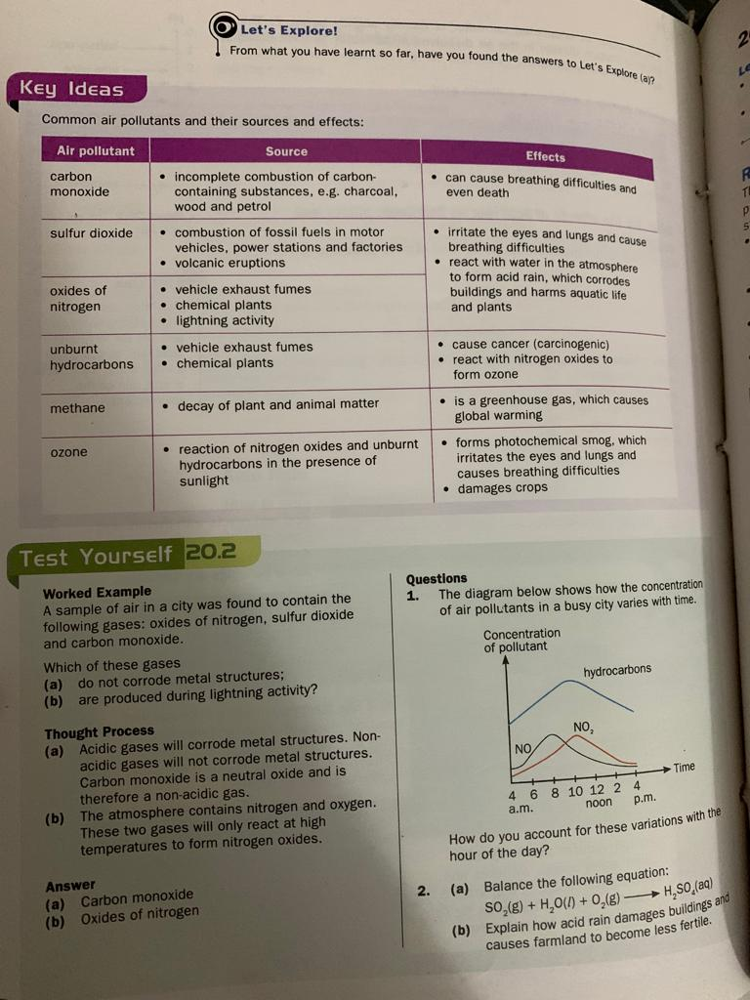 Let's Explore!
From what you have learnt so far, have you found the answers to Let's Explore (a)?
Key Ideas
Common air pollutants and their sources and effects:
Air pollutant
Source
Effects
carbon
monoxide
• incomplete combustion of carbon-
containing substances, e.g. charcoal,
wood and petrol
• can cause breathing difficulties and
even death
sulfur dioxide
• combustion of fossil fuels in motor
vehicles, power stations and factories
• volcanic eruptions
• irritate the eyes and lungs and cause
breathing difficulties
• react with water in the atmosphere
to form acid rain, which corrodes
buildings and harms aquatic life
and plants
oxides of
nitrogen
• vehicle exhaust fumes
• chemical plants
• lightning activity
unburnt
hydrocarbons
• vehicle exhaust fumes
• chemical plants
• cause cancer (carcinogenic)
• react with nitrogen oxides to
form ozone
methane
• decay of plant and animal matter
• is a greenhouse gas, which causes
global warming
ozone
• reaction of nitrogen oxides and unburnt
hydrocarbons in the presence of
sunlight
• forms photochemical smog, which
irritates the eyes and lungs and
causes breathing difficulties
• damages crops
Test Yourself 20.2
Worked Example
A sample of air in a city was found to contain the
following gases: oxides of nitrogen, sulfur dioxide
and carbon monoxide.
Which of these gases
(a) do not corrode metal structures;
(b) are produced during lightning activity?
Thought Process
(a) Acidic gases will corrode metal structures. Non-
acidic gases will not corrode metal structures.
Carbon monoxide is a neutral oxide and is
therefore a non-acidic gas.
(b) The atmosphere contains nitrogen and oxygen.
These two gases will only react at high
temperatures to form nitrogen oxides.
Answer
(a) Carbon monoxide
(b) Oxides of nitrogen
Questions
1. The diagram below shows how the concentration
of air pollutants in a busy city varies with time.
Concentration
of pollutant
hydrocarbons
NO
NO₂
Time
4 6 8 10 12 2 4
a.m. noon p.m.
How do you account for these variations with the
hour of the day?
2. (a) Balance the following equation:
SO₂(g) + H₂O(l) + O₂(g) ⟶ H₂SO₄(aq)
(b) Explain how acid rain damages buildings and
causes farmland to become less fertile.